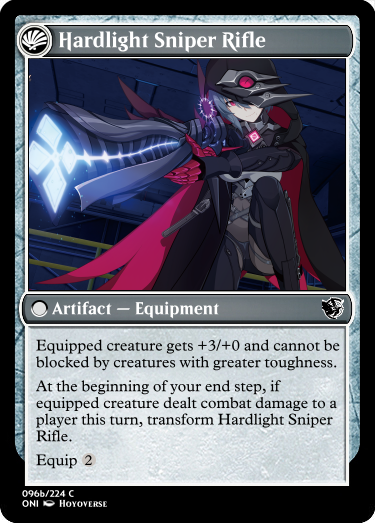 Hardlight Sniper Rifle
Artifact — Equipment
Equipped creature gets +3/+0 and cannot be
blocked by creatures with greater toughness.
At the beginning of your end step, if
equipped creature dealt combat damage to a
player this turn, transform Hardlight Sniper
Rifle.
Equip 2
096b/224 C
ONI Hoyoverse